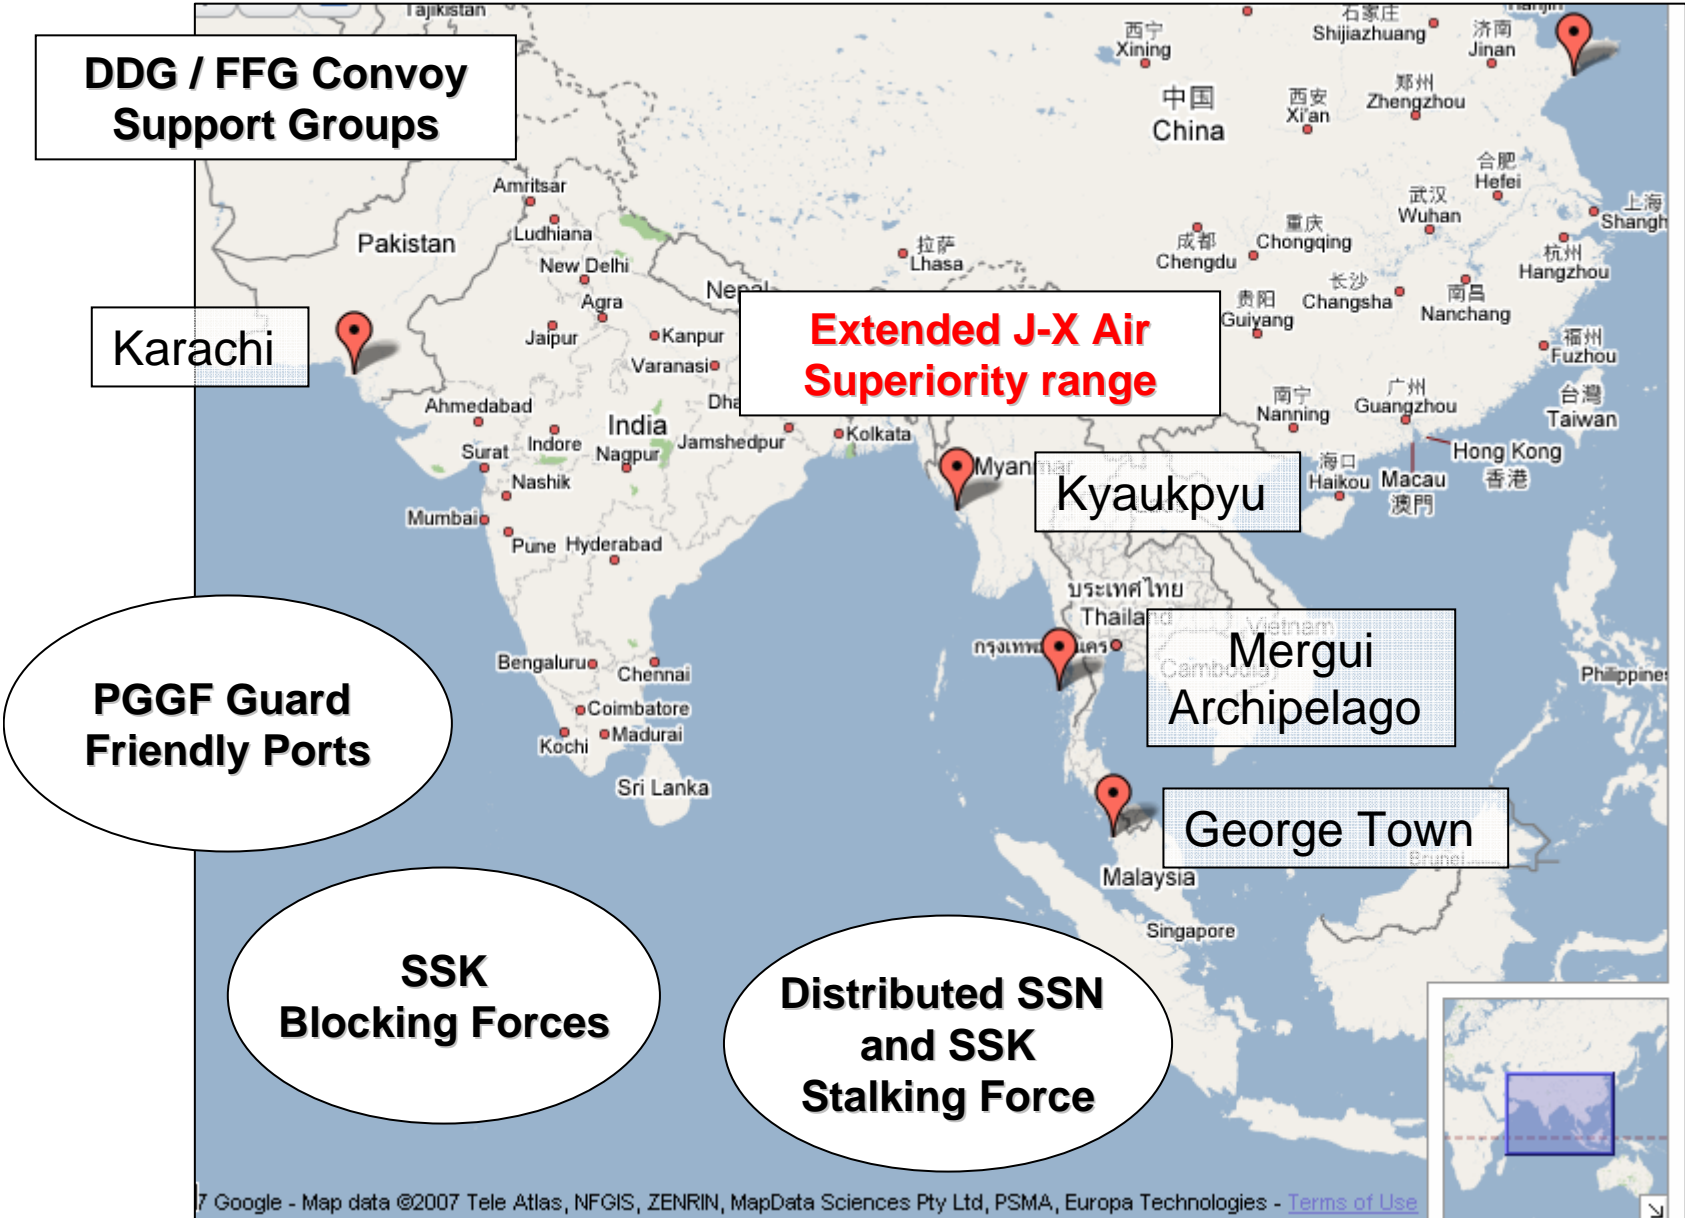 Tajikistan
石家庄
Shijiazhuang
西宁
Xining
济南
Jinan
DDG / FFG Convoy
Support Groups
中国
China
西安
Xi'an
郑州
Zhengzhou
合肥
Hefei
武汉
Wuhan
上海
Shangh
Amritsar
Ludhiana
Pakistan
New Delhi
Agra
Nepal
拉萨
Lhasa
成都
Chengdu
重庆
Chongqing
杭州
Hangzhou
长沙
Changsha
南昌
Nanchang
贵阳
Guiyang
Karachi
Jaipur
Kanpur
Varanasi
Extended J-X Air
Superiority range
福州
Fuzhou
台灣
Taiwan
Ahmedabad
Dha
India
Jamshedpur
Kolkata
南宁
Nanning
广州
Guangzhou
Surat
Indore
Nagpur
Nashik
Myanmar
Kyaukpyu
海口
Haikou
Macau
澳門
Hong Kong
香港
Mumbai
Pune
Hyderabad
ประเทศไทย
Thailand
Vietnam
Cambodia
Mergui
Archipelago
Philippines
Bengaluru
Chennai
Coimbatore
Kochi
Madurai
Sri Lanka
PGGF Guard
Friendly Ports
George Town
Brunei
Malaysia
Singapore
SSK
Blocking Forces
Distributed SSN
and SSK
Stalking Force
7 Google - Map data ©2007 Tele Atlas, NFGIS, ZENRIN, MapData Sciences Pty Ltd, PSMA, Europa Technologies - Terms of Use